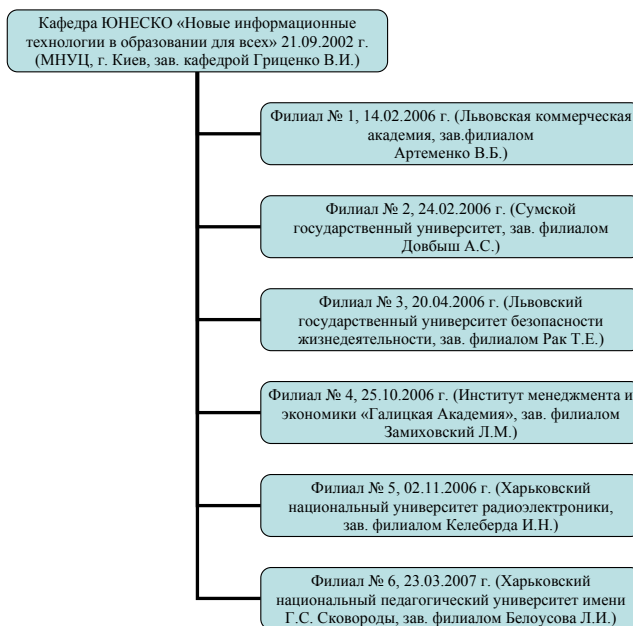 Кафедра ЮНЕСКО «Новые информационные
технологии в образовании для всех» 21.09.2002 г.
(МНУЦ, г. Киев, зав. кафедрой Гриценко В.И.)
Филиал № 1, 14.02.2006 г. (Львовская коммерческая
академия, зав.филиалом
Артеменко В.Б.)
Филиал № 2, 24.02.2006 г. (Сумской
государственный университет, зав. филиалом
Довбыш А.С.)
Филиал № 3, 20.04.2006 г. (Львовский
государственный университет безопасности
жизнедеятельности, зав. филиалом Рак Т.Е.)
Филиал № 4, 25.10.2006 г. (Институт менеджмента и
экономики «Галицкая Академия», зав. филиалом
Замиховский Л.М.)
Филиал № 5, 02.11.2006 г. (Харьковский
национальный университет радиоэлектроники,
зав. филиалом Келеберда И.Н.)
Филиал № 6, 23.03.2007 г. (Харьковский
национальный педагогический университет имени
Г.С. Сковороды, зав. филиалом Белоусова Л.И.)